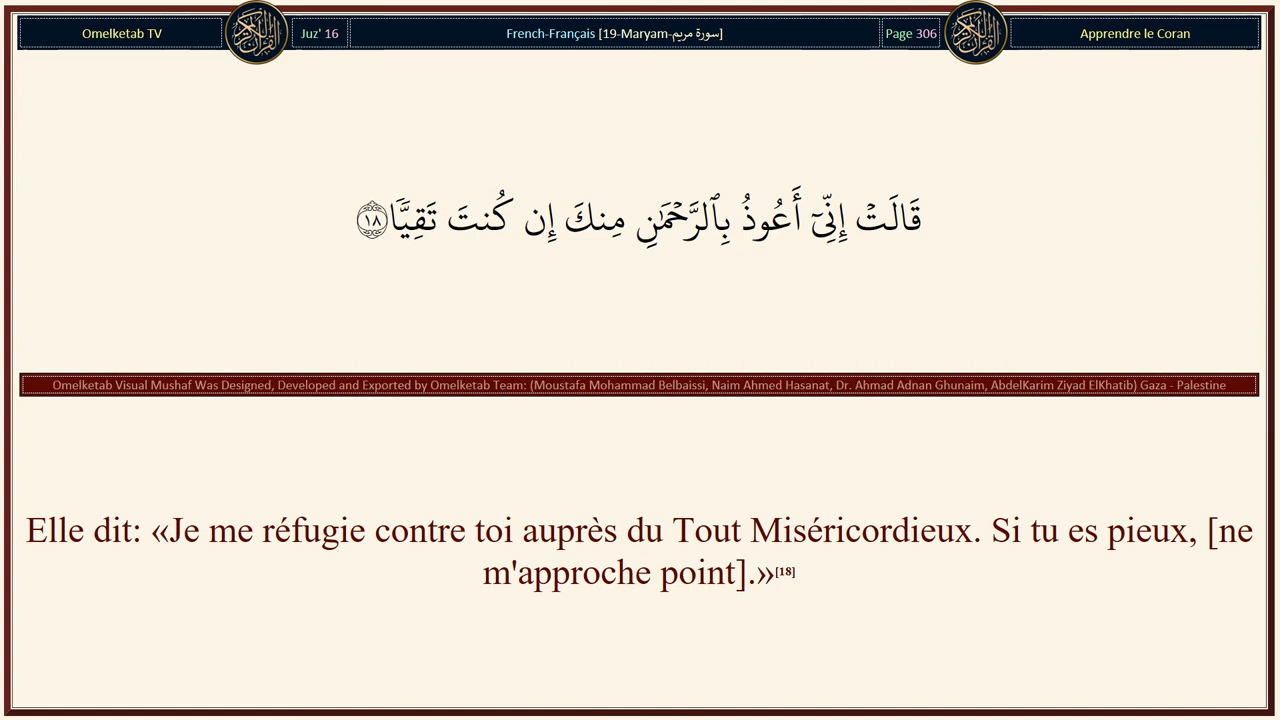 Omelketab TV
Juz' 16
French-Français [19-Maryam-سورة مريم]
Page 306
Apprendre le Coran
قَالَتۡ إِنِّيٓ أَعُوذُ بِٱلرَّحۡمَٰنِ مِنكَ إِن كُنتَ تَقِيّٗا ١٨
Omelketab Visual Mushaf Was Designed, Developed and Exported by Omelketab Team: (Moustafa Mohammad Belbaissi, Naim Ahmed Hasanat, Dr. Ahmad Adnan Ghunaim, AbdelKarim Ziyad ElKhatib) Gaza - Palestine
Elle dit: «Je me réfugie contre toi auprès du Tout Miséricordieux. Si tu es pieux, [ne
m'approche point].»[18]